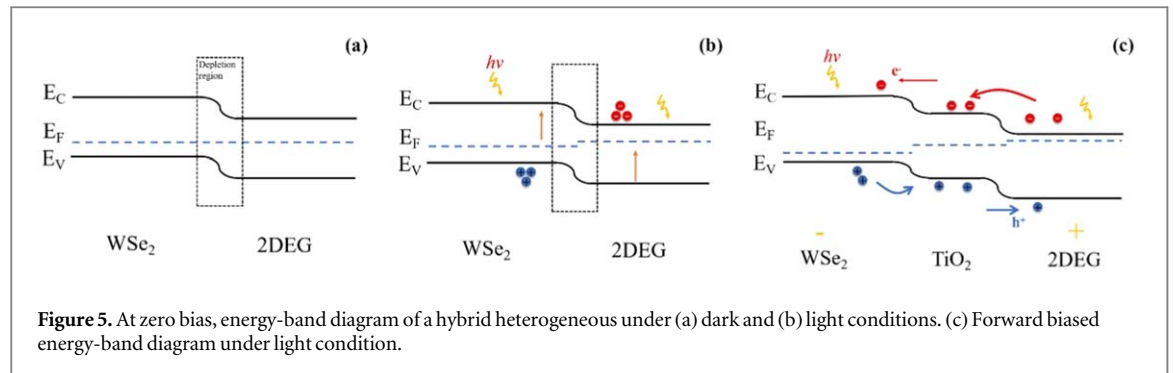 (a)
Depletion
region
E_C
E_F
E_V
WSe₂
2DEG
(b)
hν
E_C
E_F
E_V
WSe₂
2DEG
(c)
hν
e⁻
E_C
E_F
E_V
h⁺
- +
WSe₂
TiO₂
2DEG
Figure 5. At zero bias, energy-band diagram of a hybrid heterogeneous under (a) dark and (b) light conditions. (c) Forward biased
energy-band diagram under light condition.